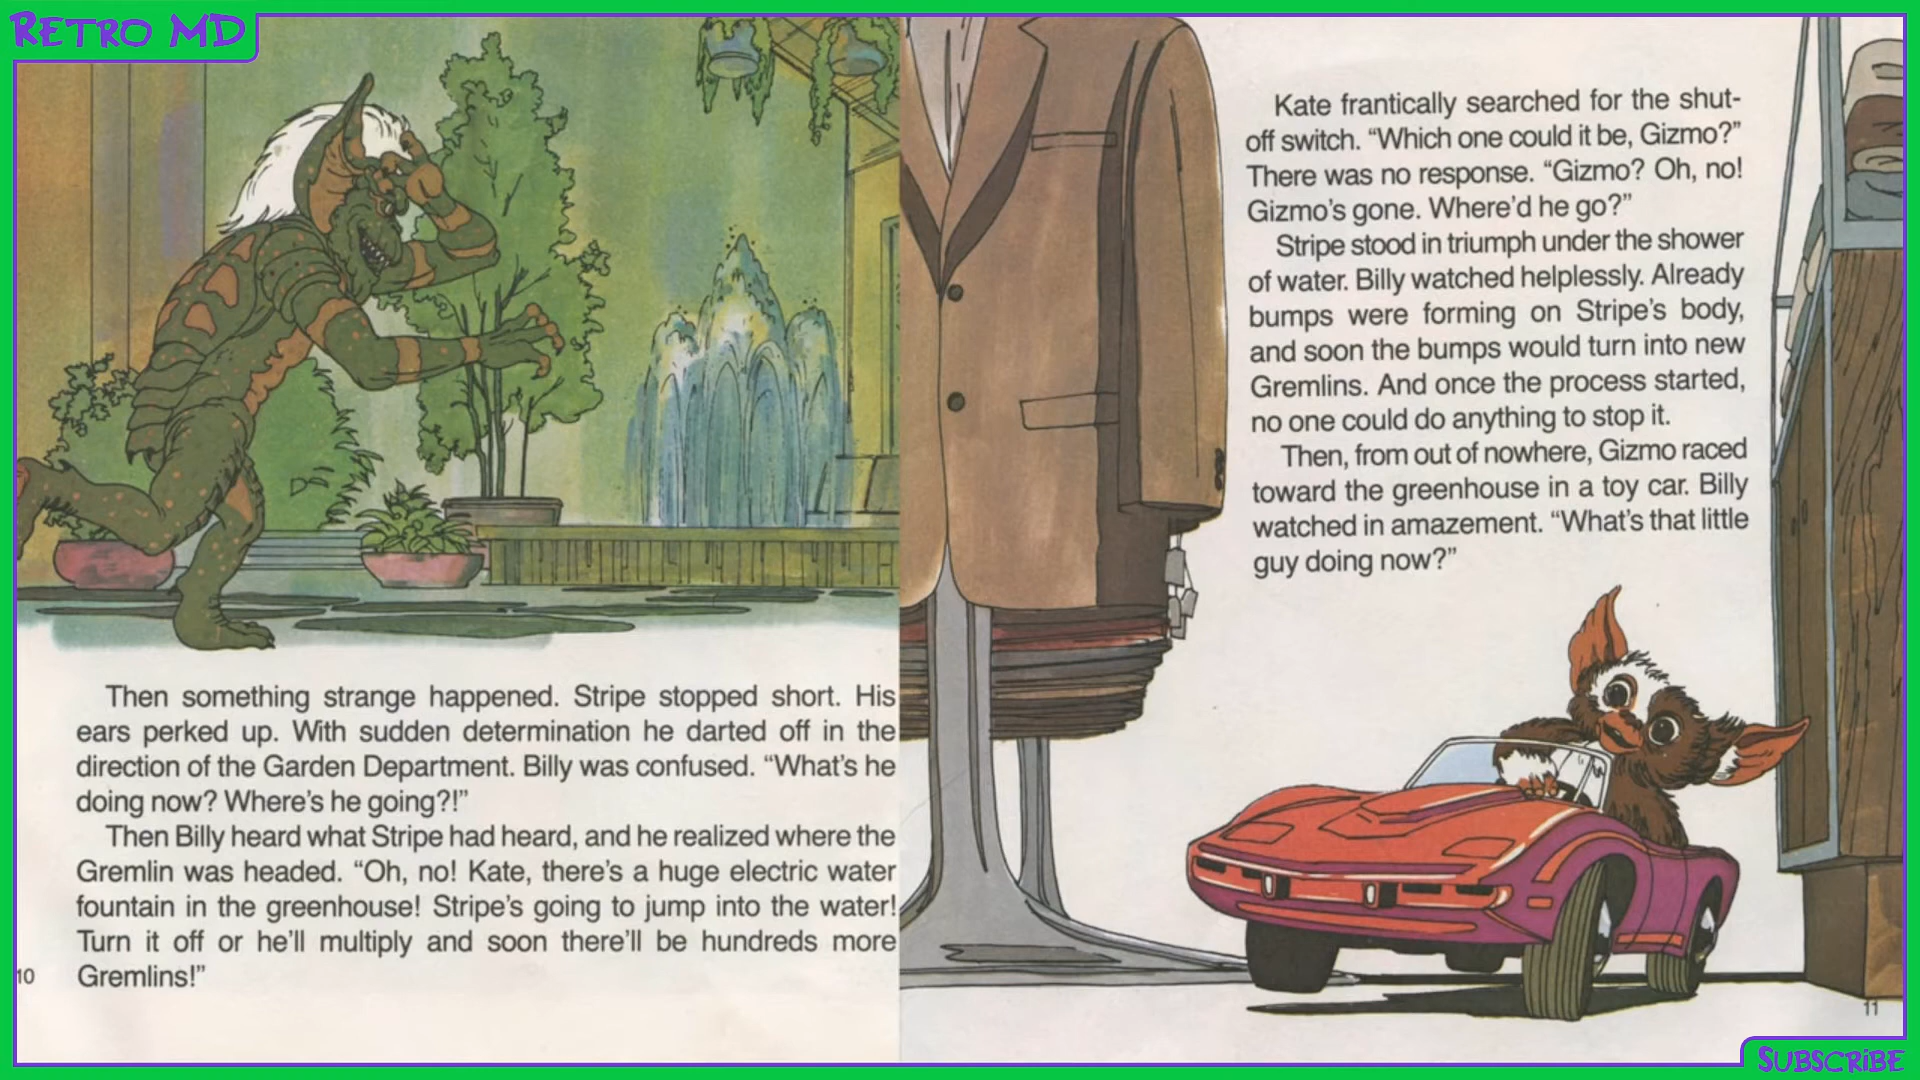 RETRO MD
Then something strange happened. Stripe stopped short. His
ears perked up. With sudden determination he darted off in the
direction of the Garden Department. Billy was confused. “What's he
doing now? Where's he going?!”
Then Billy heard what Stripe had heard, and he realized where the
Gremlin was headed. “Oh, no! Kate, there's a huge electric water
fountain in the greenhouse! Stripe's going to jump into the water!
Turn it off or he'll multiply and soon there'll be hundreds more
Gremlins!”
10
Kate frantically searched for the shut-
off switch. “Which one could it be, Gizmo?”
There was no response. “Gizmo? Oh, no!
Gizmo's gone. Where'd he go?”
Stripe stood in triumph under the shower
of water. Billy watched helplessly. Already
bumps were forming on Stripe's body,
and soon the bumps would turn into new
Gremlins. And once the process started,
no one could do anything to stop it.
Then, from out of nowhere, Gizmo raced
toward the greenhouse in a toy car. Billy
watched in amazement. “What's that little
guy doing now?”
11
SUBSCRIBE